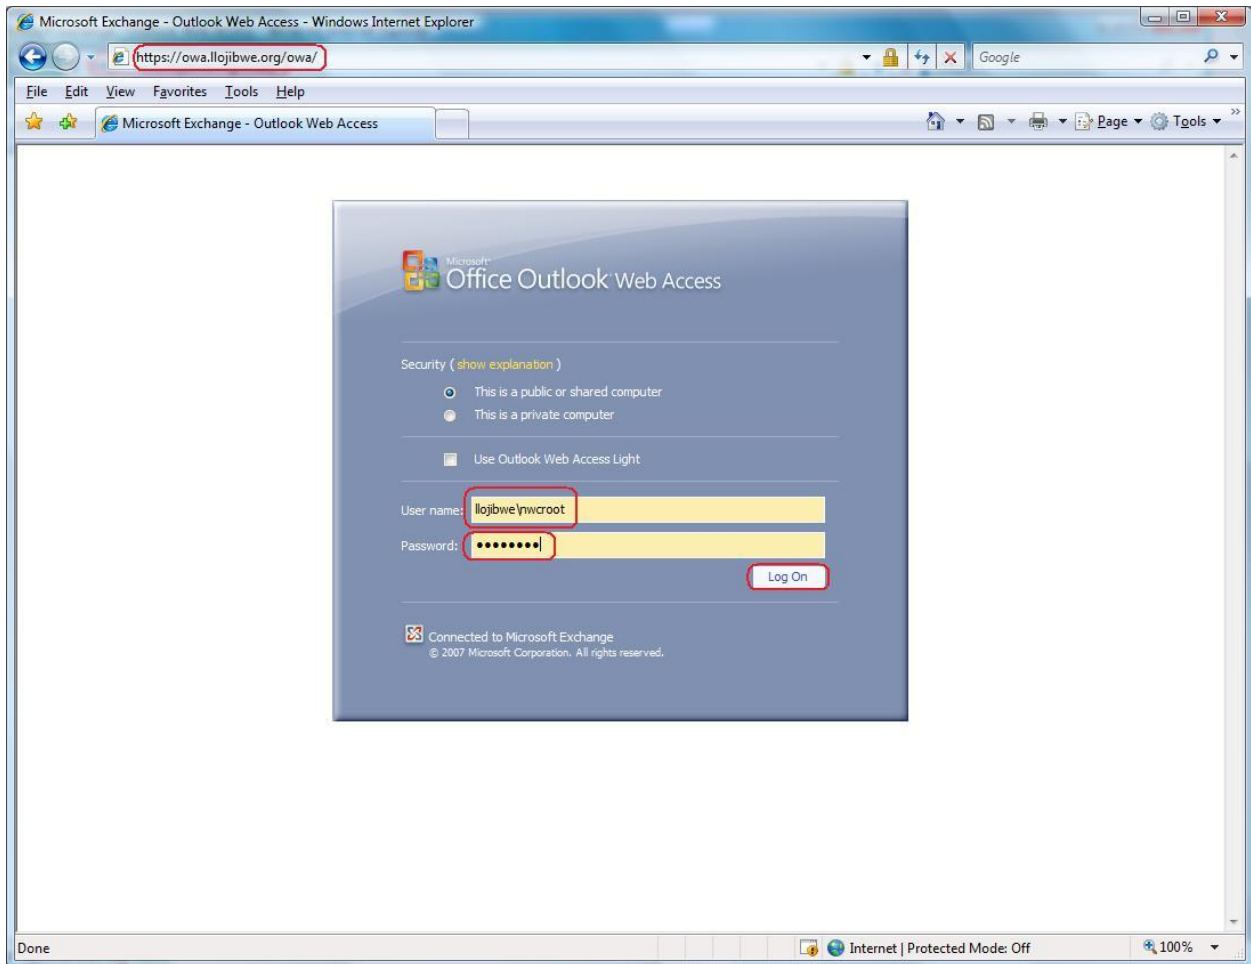 Microsoft Exchange - Outlook Web Access - Windows Internet Explorer
https://owa.llojibwe.org/owa/
Google
File Edit View Favorites Tools Help
Microsoft Exchange - Outlook Web Access
Page Tools »
Microsoft
Office Outlook Web Access
Security ( show explanation )
This is a public or shared computer
This is a private computer
Use Outlook Web Access Light
User name: llojibwe\nwcroot
Password: ••••••••
Log On
Connected to Microsoft Exchange
© 2007 Microsoft Corporation. All rights reserved.
Done
Internet | Protected Mode: Off
100%